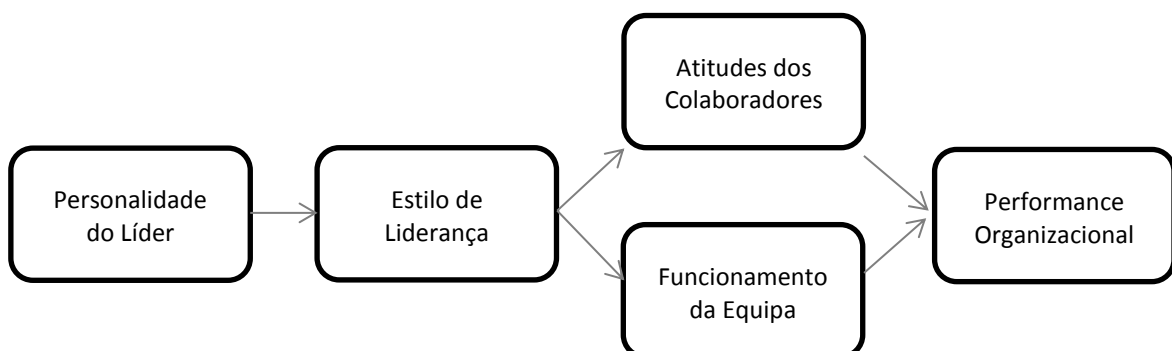 Personalidade
do Líder
Estilo de
Liderança
Atitudes dos
Colaboradores
Funcionamento
da Equipa
Performance
Organizacional